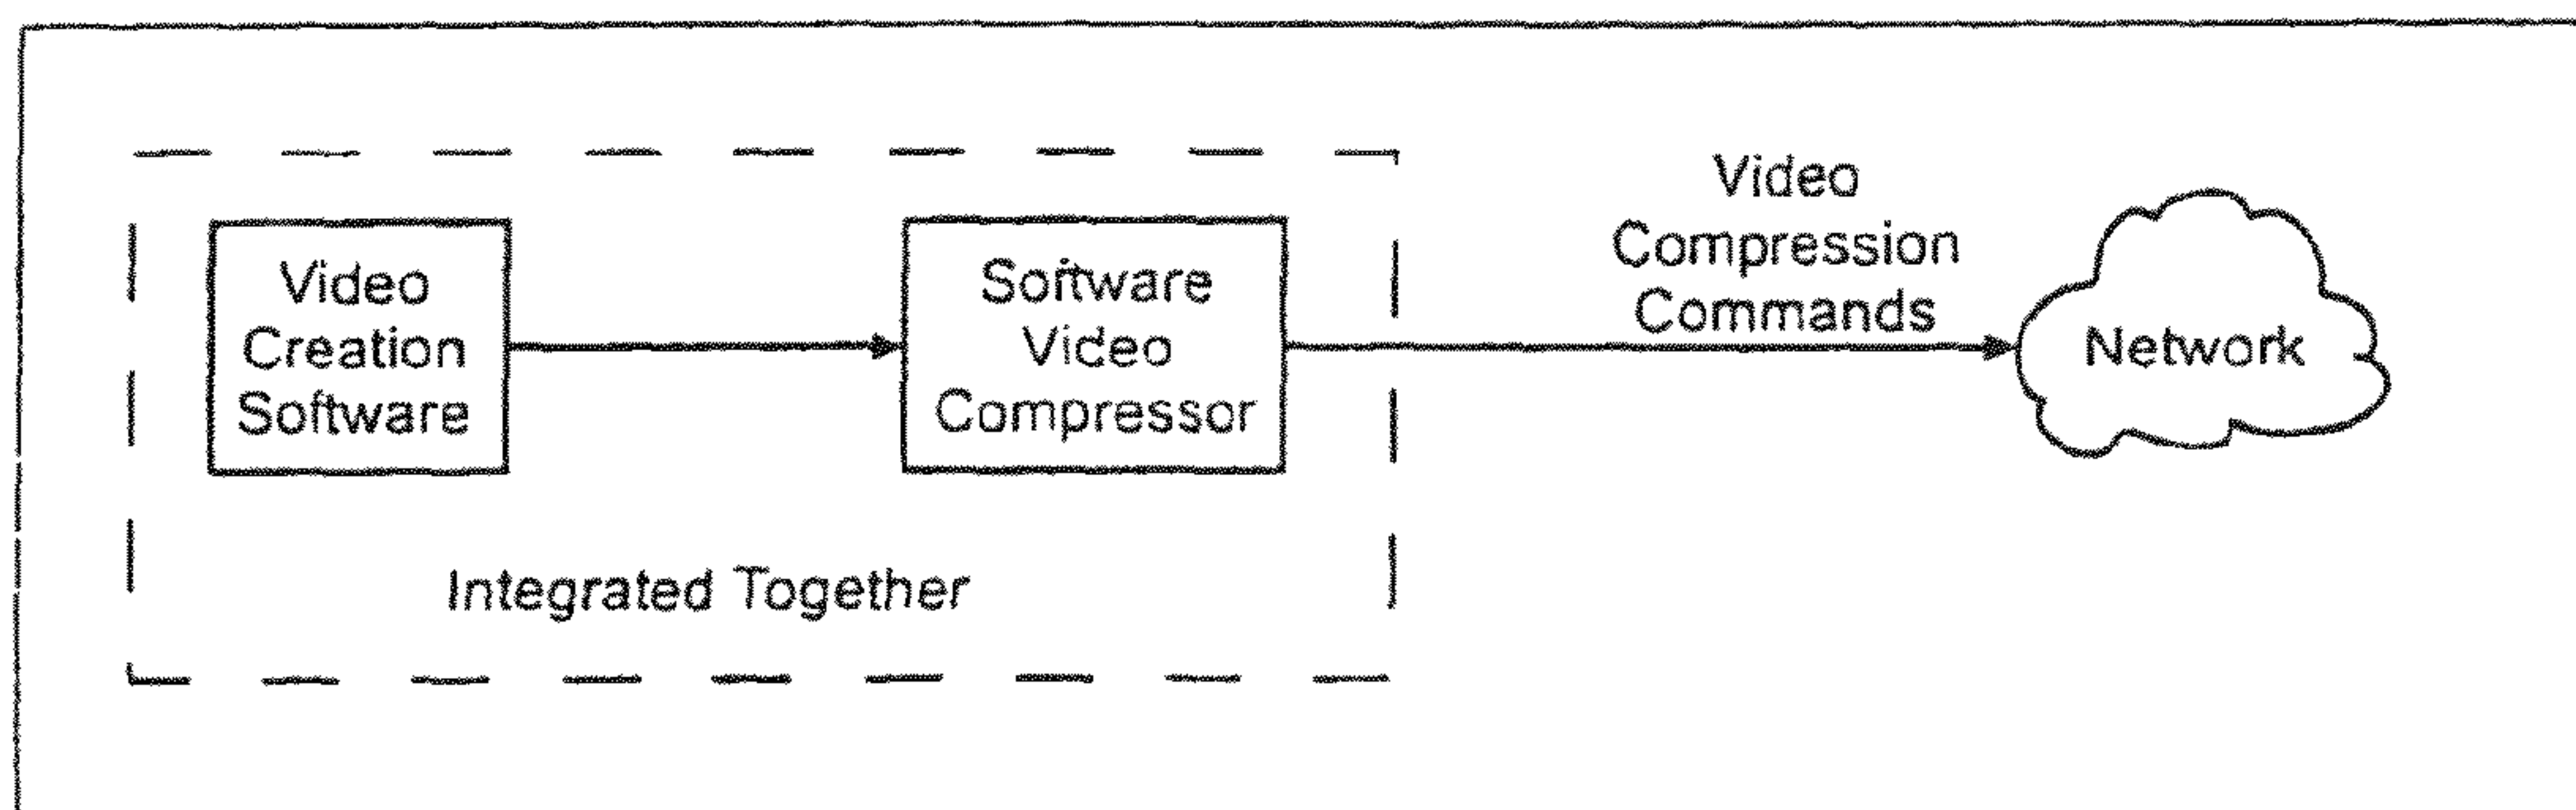 Video
Creation
Software
Software
Video
Compressor
Integrated Together
Video
Compression
Commands
Network